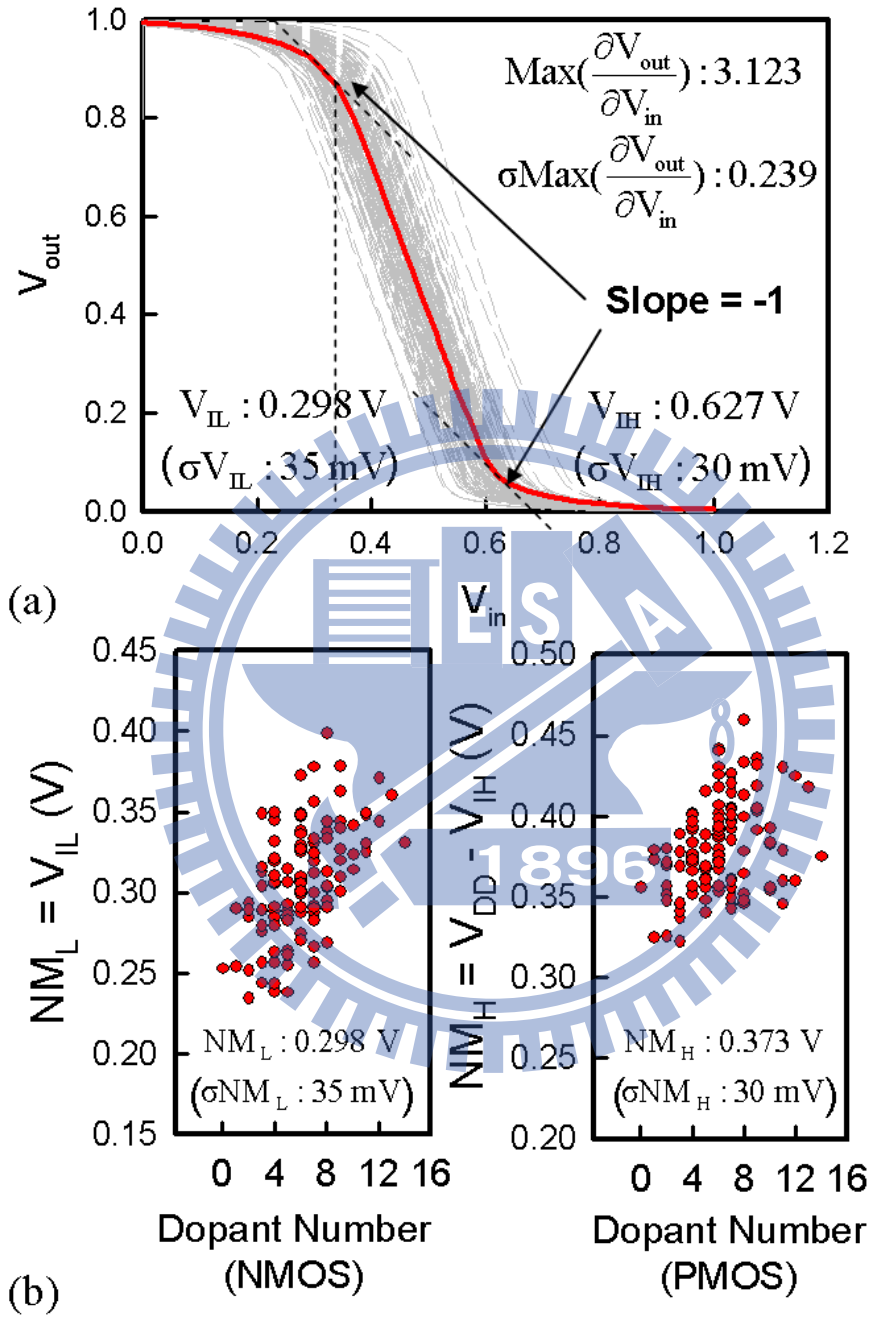 1.0
0.8
0.6
0.4
0.2
0.0
V_out
Max(∂V_out/∂V_in) : 3.123
σMax(∂V_out/∂V_in) : 0.239
Slope = -1
V_IL : 0.298 V
(σV_IL : 35 mV)
V_IH : 0.627 V
(σV_IH : 30 mV)
0.0 0.2 0.4 0.6 0.8 1.0 1.2
V_in
(a)
ESA
1896
0.45
0.40
0.35
0.30
0.25
0.20
0.15
NM_L = V_IL (V)
NM_L : 0.298 V
(σNM_L : 35 mV)
0 4 8 12 16
Dopant Number
(NMOS)
0.50
0.45
0.40
0.35
0.30
0.25
0.20
NM_H = V_DD - V_IH (V)
NM_H : 0.373 V
(σNM_H : 30 mV)
0 4 8 12 16
Dopant Number
(PMOS)
(b)